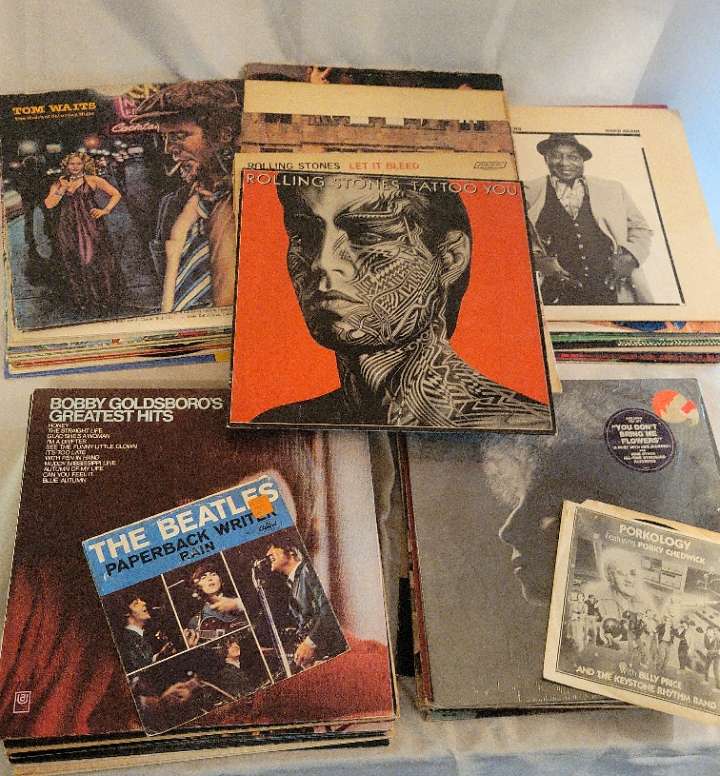 TOM WAITS
ROLLING STONES LET IT BLEED
ROLLING STONES TATTOO YOU
BOBBY GOLDSBORO'S
GREATEST HITS
HONEY
THE STRAIGHT LIFE
GLAD SHE'S A WOMAN
I'M A DRIFTER
SEE THE FUNNY LITTLE CLOWN
IT'S TOO LATE
WITH PEN IN HAND
MUDDY MISSISSIPPI LINE
AUTUMN OF MY LIFE
CAN YOU FEEL IT
BLUE AUTUMN
THE BEATLES
PAPERBACK WRITER
RAIN
"YOU DON'T
BRING ME
FLOWERS"
PORKOLOGY
Featuring PORKY CHEDWICK
with BILLY PRICE
AND THE KEYSTONE RHYTHM BAND